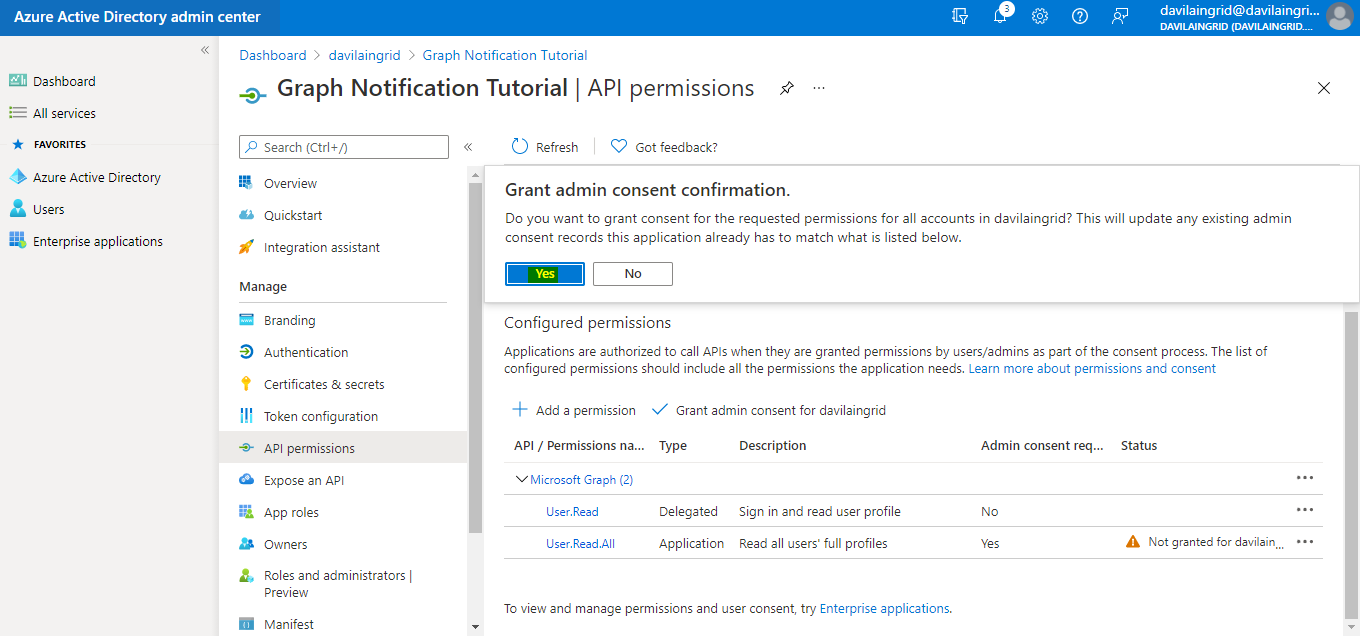 Azure Active Directory admin center
3
davilaingrid@davilaingri...
DAVILAINGRID (DAVILAINGRID....
«
Dashboard
All services
FAVORITES
Azure Active Directory
Users
Enterprise applications
Dashboard > davilaingrid > Graph Notification Tutorial
Graph Notification Tutorial | API permissions
Search (Ctrl+/)
«
Overview
Quickstart
Integration assistant
Manage
Branding
Authentication
Certificates & secrets
Token configuration
API permissions
Expose an API
App roles
Owners
Roles and administrators |
Preview
Manifest
Refresh
Got feedback?
Grant admin consent confirmation.
Do you want to grant consent for the requested permissions for all accounts in davilaingrid? This will update any existing admin
consent records this application already has to match what is listed below.
Yes No
Configured permissions
Applications are authorized to call APIs when they are granted permissions by users/admins as part of the consent process. The list of
configured permissions should include all the permissions the application needs. Learn more about permissions and consent
Add a permission Grant admin consent for davilaingrid
API / Permissions na... Type Description Admin consent req... Status
Microsoft Graph (2) ...
User.Read Delegated Sign in and read user profile No ...
User.Read.All Application Read all users' full profiles Yes Not granted for davilain... ...
To view and manage permissions and user consent, try Enterprise applications.